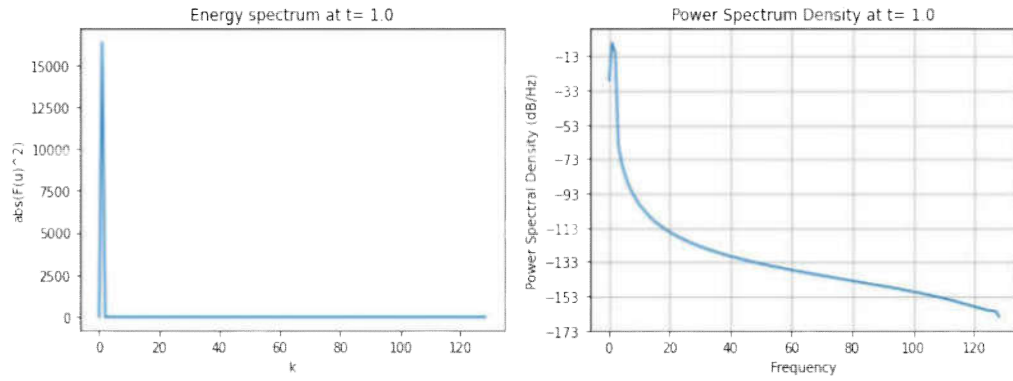 Energy spectrum at t= 1.0
15000
12500
10000
7500
5000
2500
0
abs(F(u)^2)
0 20 40 60 80 100 120
k
Power Spectrum Density at t= 1.0
−13
−33
−53
−73
−93
−113
−133
−153
−173
Power Spectral Density (dB/Hz)
0 20 40 60 80 100 120
Frequency